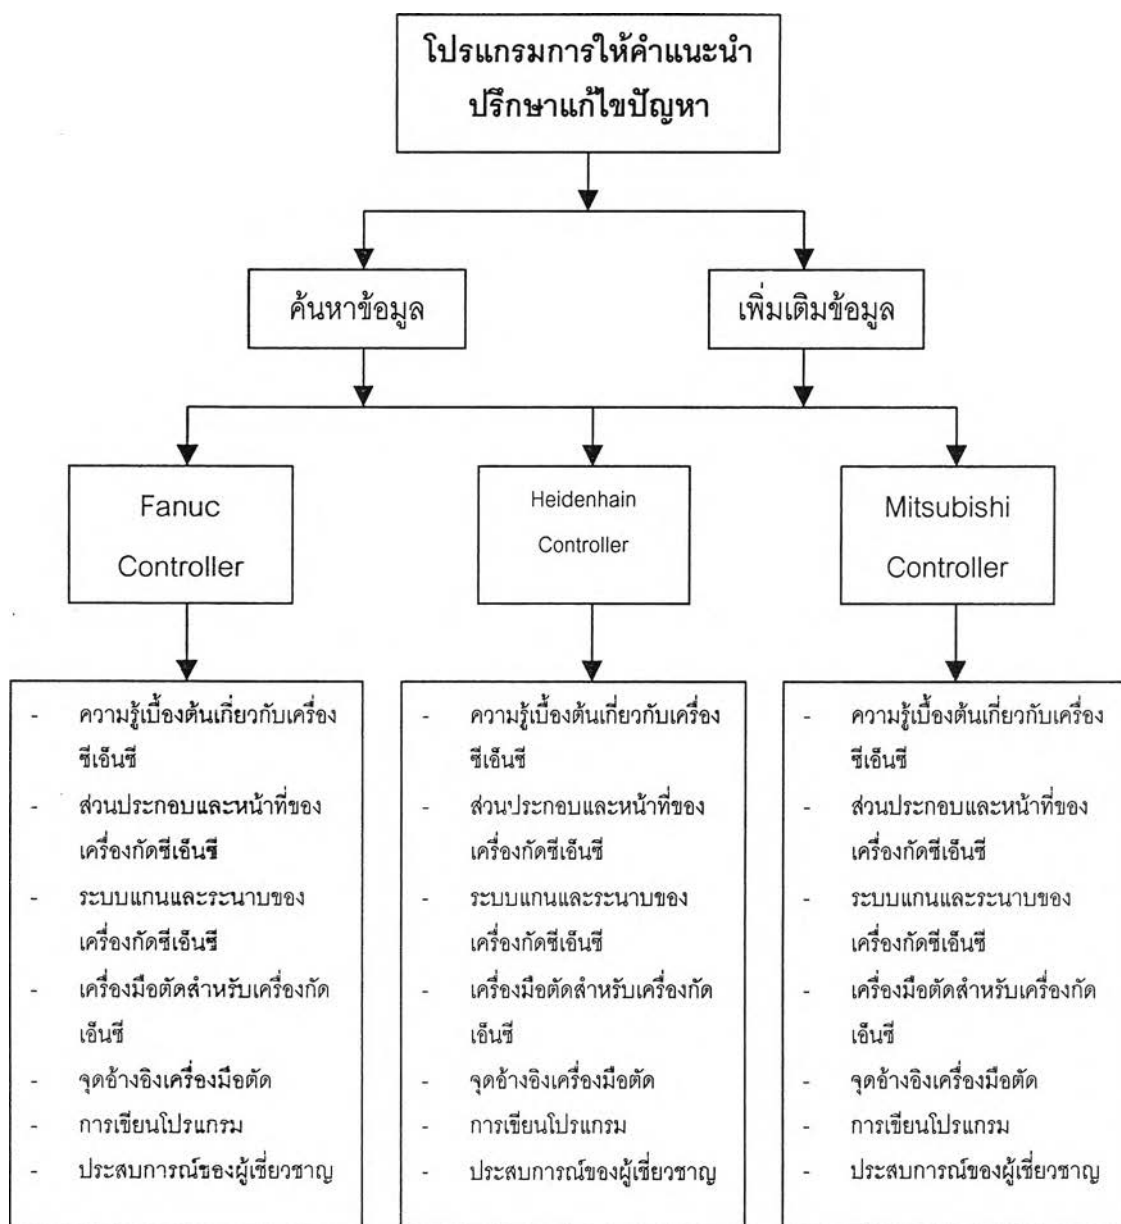 โปรแกรมการให้คำแนะนำ
ปรึกษาแก้ไขปัญหา
ค้นหาข้อมูล
เพิ่มเติมข้อมูล
Fanuc
Controller
Heidenhain
Controller
Mitsubishi
Controller
- ความรู้เบื้องต้นเกี่ยวกับเครื่อง
ซีเอ็นซี
- ส่วนประกอบและหน้าที่ของ
เครื่องกัดซีเอ็นซี
- ระบบแกนและระนาบของ
เครื่องกัดซีเอ็นซี
- เครื่องมือตัดสำหรับเครื่องกัด
เอ็นซี
- จุดอ้างอิงเครื่องมือตัด
- การเขียนโปรแกรม
- ประสบการณ์ของผู้เชี่ยวชาญ
- ความรู้เบื้องต้นเกี่ยวกับเครื่อง
ซีเอ็นซี
- ส่วนประกอบและหน้าที่ของ
เครื่องกัดซีเอ็นซี
- ระบบแกนและระนาบของ
เครื่องกัดซีเอ็นซี
- เครื่องมือตัดสำหรับเครื่องกัด
เอ็นซี
- จุดอ้างอิงเครื่องมือตัด
- การเขียนโปรแกรม
- ประสบการณ์ของผู้เชี่ยวชาญ
- ความรู้เบื้องต้นเกี่ยวกับเครื่อง
ซีเอ็นซี
- ส่วนประกอบและหน้าที่ของ
เครื่องกัดซีเอ็นซี
- ระบบแกนและระนาบของ
เครื่องกัดซีเอ็นซี
- เครื่องมือตัดสำหรับเครื่องกัด
เอ็นซี
- จุดอ้างอิงเครื่องมือตัด
- การเขียนโปรแกรม
- ประสบการณ์ของผู้เชี่ยวชาญ